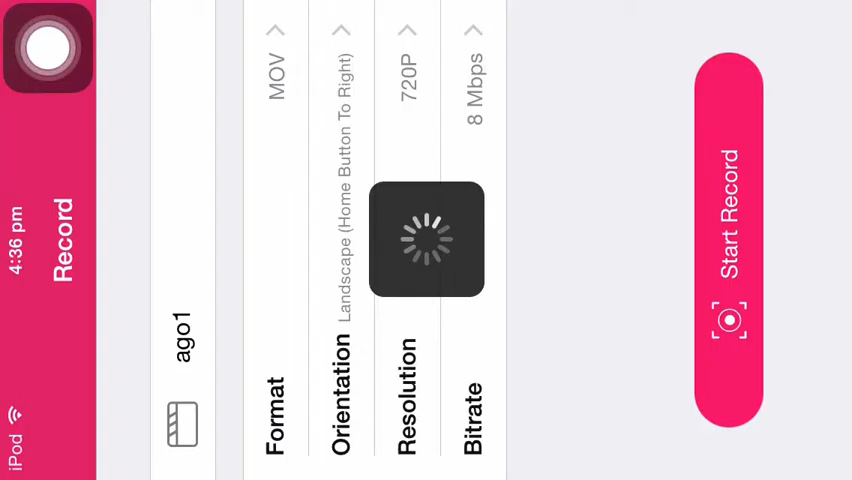 iPod 4:36 pm
Record
ago1
Format MOV
Orientation Landscape (Home Button To Right)
Resolution 720P
Bitrate 8 Mbps
Start Record